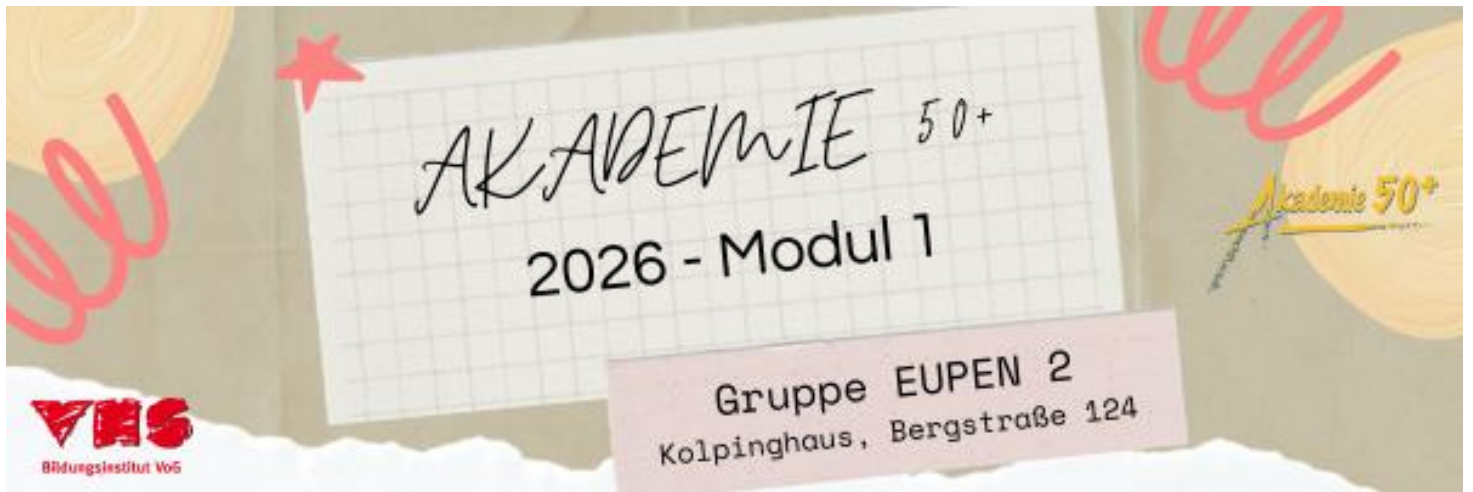 AKADEMIE 50+
2026 - Modul 1
Akademie 50+
Gruppe EUPEN 2
Kolpinghaus, Bergstraße 124
VHS
Bildungsinstitut VoG